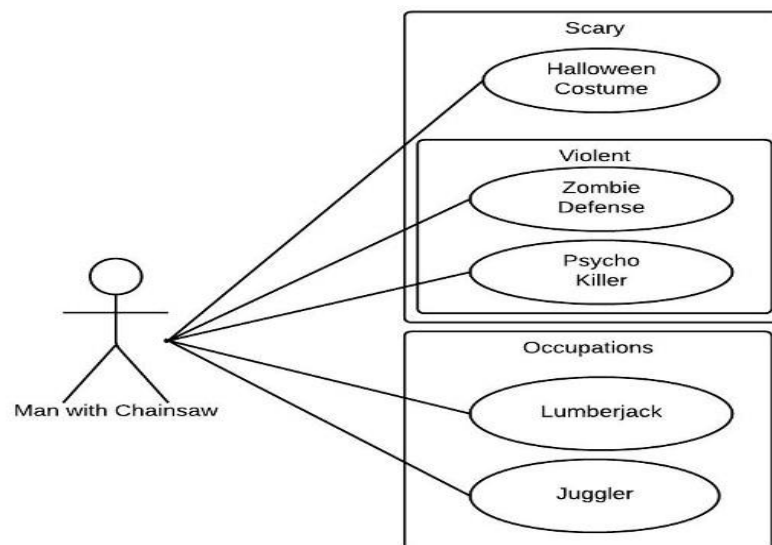 Scary
Halloween
Costume
Violent
Zombie
Defense
Psycho
Killer
Man with Chainsaw
Occupations
Lumberjack
Juggler